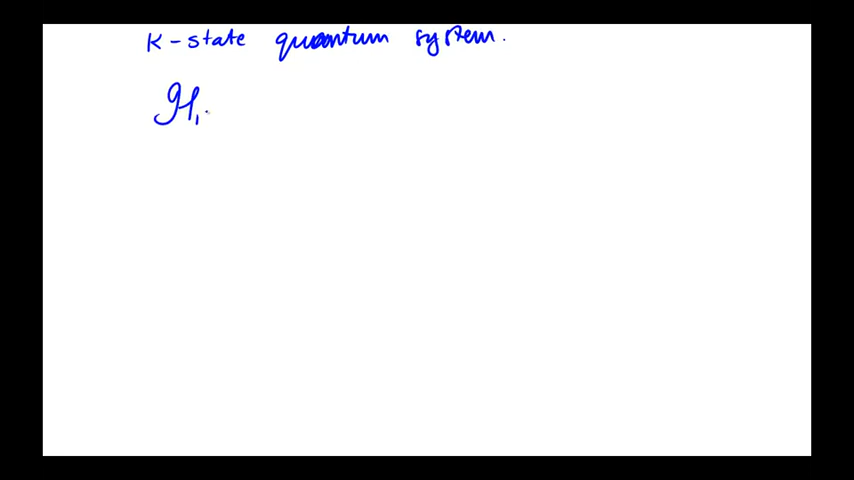 K-state quantum system.
ℋ,